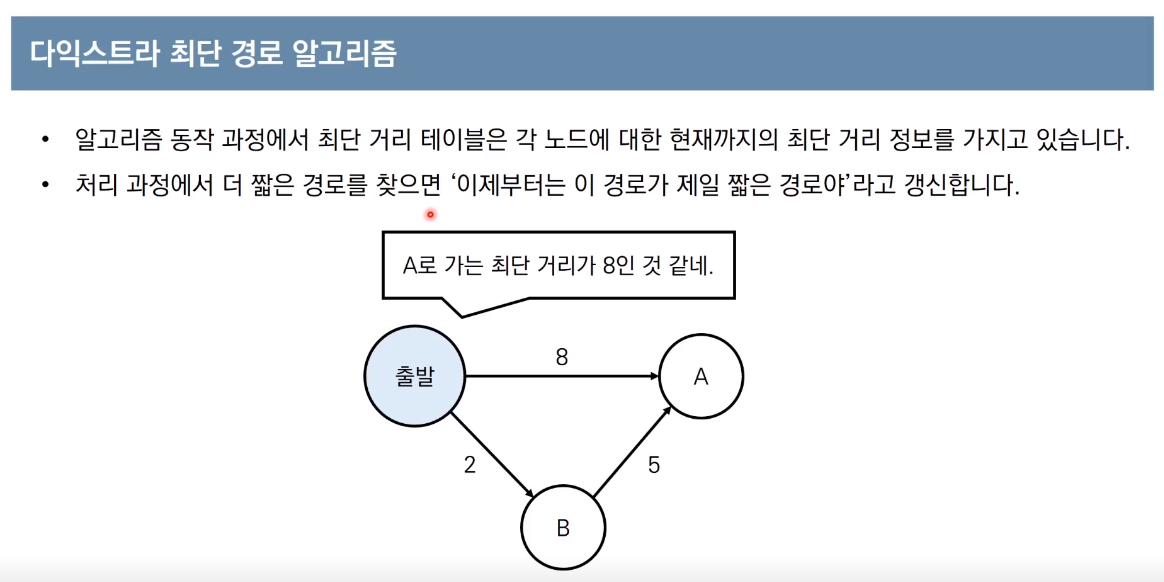 다익스트라 최단 경로 알고리즘
• 알고리즘 동작 과정에서 최단 거리 테이블은 각 노드에 대한 현재까지의 최단 거리 정보를 가지고 있습니다.
• 처리 과정에서 더 짧은 경로를 찾으면 ‘이제부터는 이 경로가 제일 짧은 경로야’라고 갱신합니다.
A로 가는 최단 거리가 8인 것 같네.
8
출발
A
2
5
B